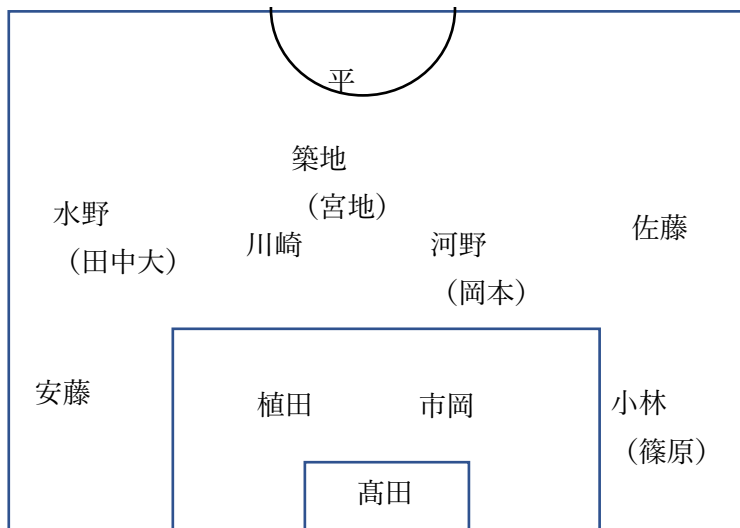 平
築地
（宮地）
水野
（田中大）
川崎
河野
（岡本）
佐藤
安藤
植田
市岡
小林
（篠原）
髙田